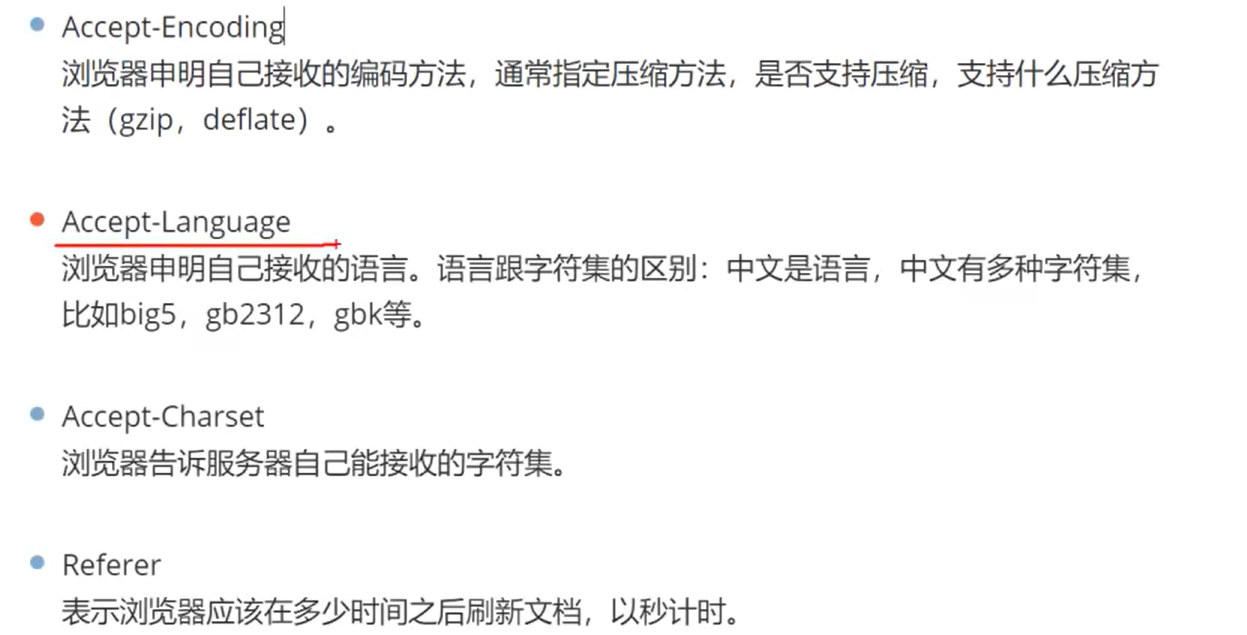 Accept-Encoding
浏览器申明自己接收的编码方法，通常指定压缩方法，是否支持压缩，支持什么压缩方
法（gzip，deflate）。
Accept-Language
浏览器申明自己接收的语言。语言跟字符集的区别：中文是语言，中文有多种字符集，
比如big5，gb2312，gbk等。
Accept-Charset
浏览器告诉服务器自己能接收的字符集。
Referer
表示浏览器应该在多少时间之后刷新文档，以秒计时。